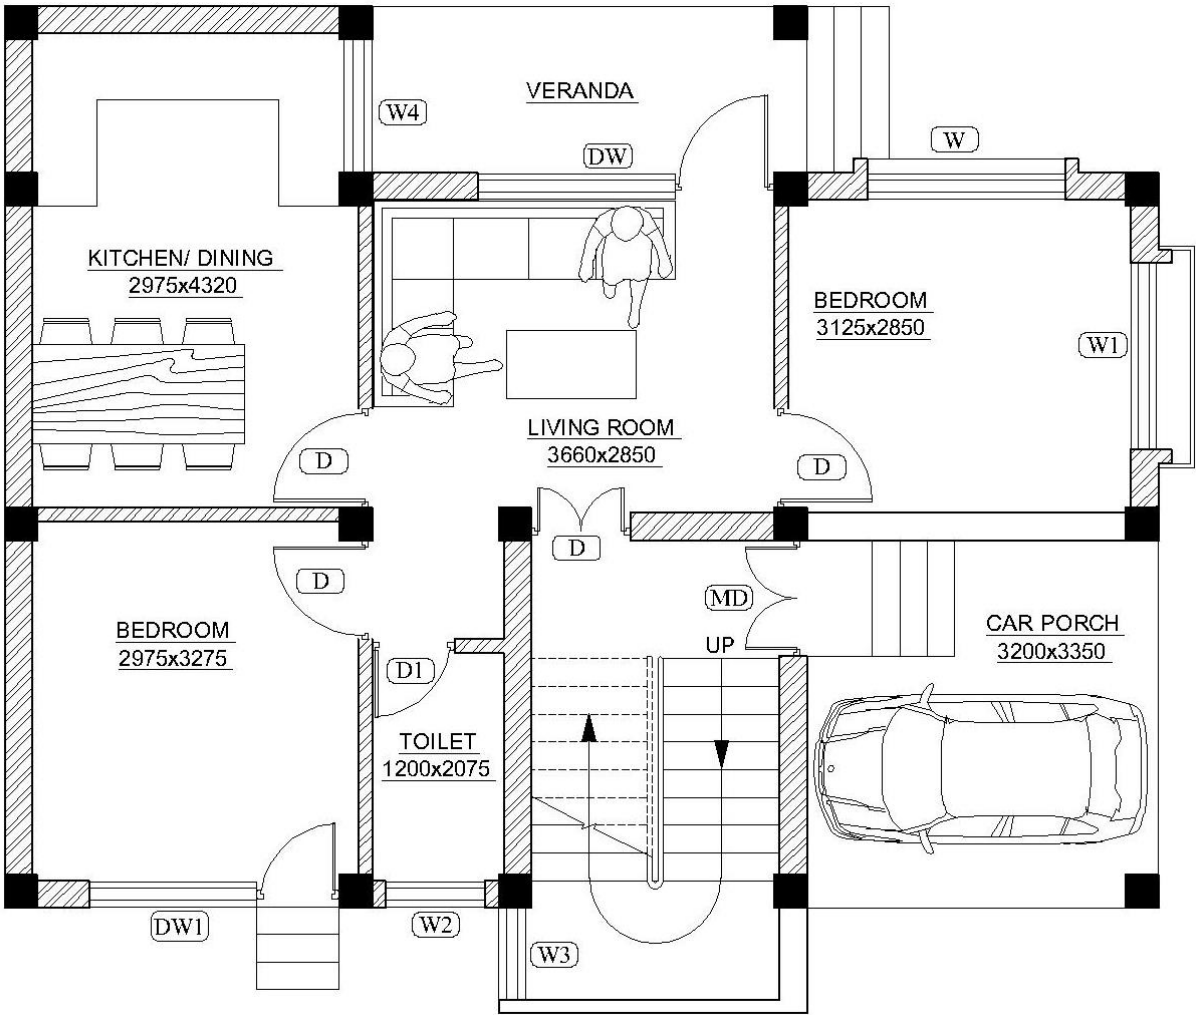 VERANDA
W4
DW
W
KITCHEN/ DINING
2975x4320
BEDROOM
3125x2850
W1
LIVING ROOM
3660x2850
D
D
D
D
MD
UP
CAR PORCH
3200x3350
BEDROOM
2975x3275
D1
TOILET
1200x2075
DW1
W2
W3